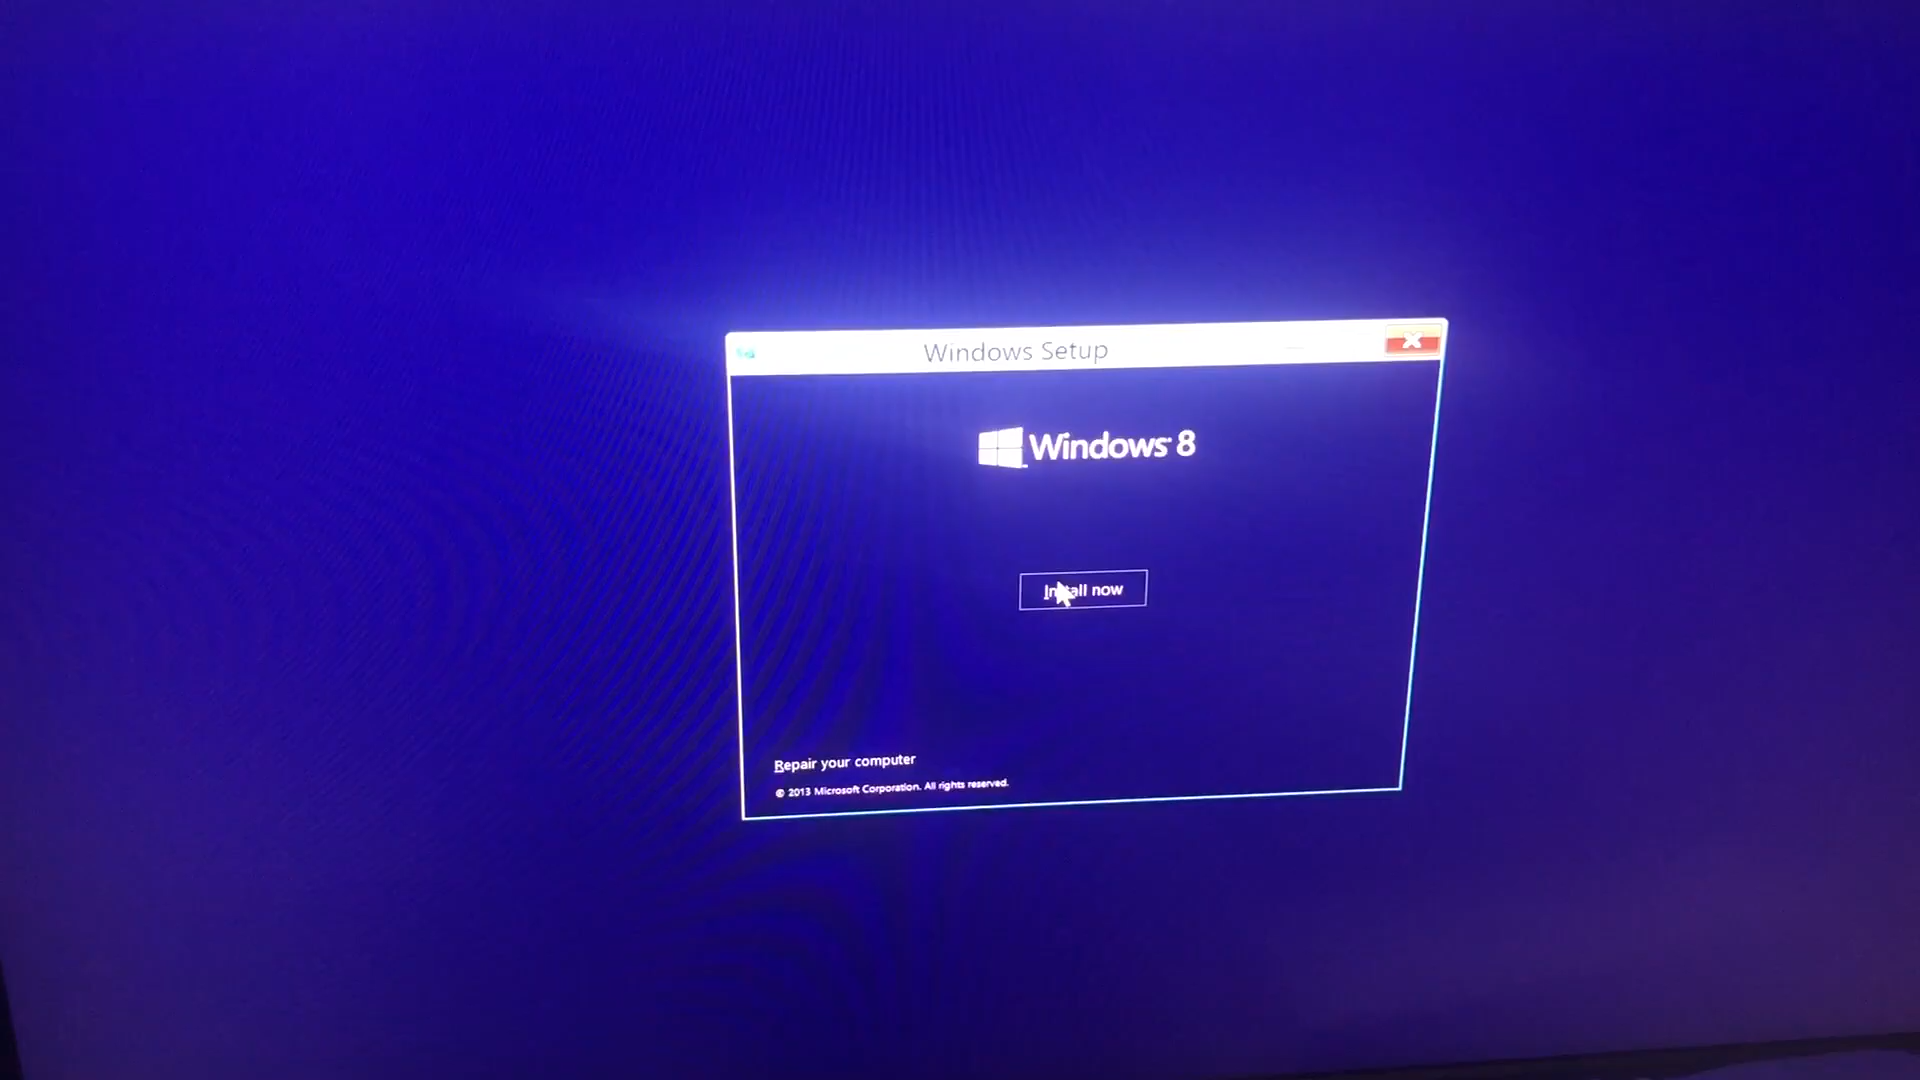 Windows Setup
Windows 8
Install now
Repair your computer
© 2013 Microsoft Corporation. All rights reserved.